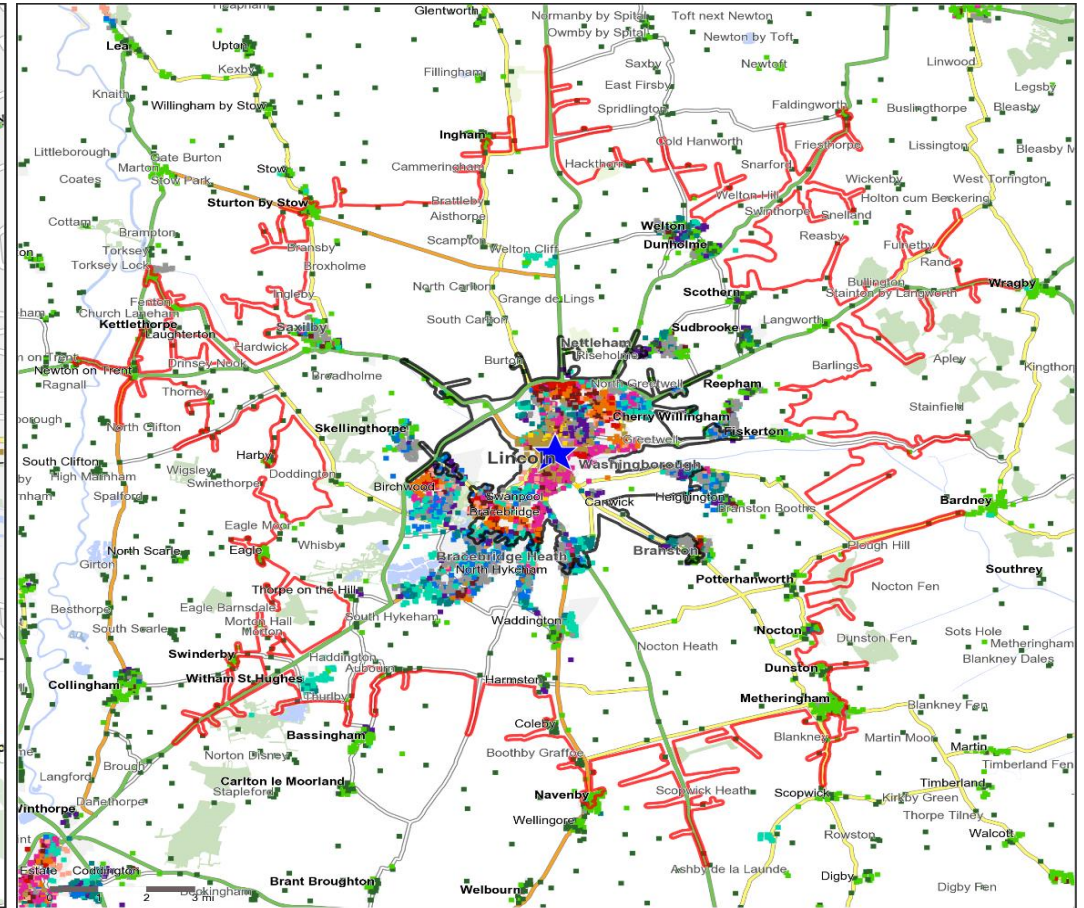 Glentworth
Normanby by Spital
Toft next Newton
Ownby by Spital
Newton by Toft
Lea
Upton
Kexby
Fillingham
Saxby
Newtoft
Linwood
East Firsby
Legsby
Knaith
Willingham by Stow
Spridlington
Faldingworth
Buslingthorpe
Bleasby
Ingham
Cold Hanworth
Friesthorpe
Lissington
Bleasby M
Littleborough
Gate Burton
Marton
Cammeringham
Hackthorn
Snarford
Coates
Stow Park
Stow
Wickenby
West Torrington
Sturton by Stow
Brattleby
Welton Hill
Holton cum Beckering
Aisthorpe
Swinthorpe
Snelland
Cottam
Brampton
Scampton
Welton
Reasby
Torksey
Bransby
Welton Cliff
Dunholme
Fulnetby
Torksey Lock
Broxholme
Rand
North Carlton
Scothern
Bullington
Wragby
Fenton
Ingleby
Grange de Lings
Stainton by Langworth
Church Laneham
Kettlethorpe
Laughterton
Saxilby
South Carlton
Sudbrooke
Langworth
Nettleham
Riseholme
Hardwick
Newton on Trent
Drinsey Nook
Burton
Apley
Ragnall
Broadholme
North Greetwell
Reepham
Barlings
Thorney
Cherry Willingham
Stainfield
North Clifton
Skellingthorpe
Fiskerton
Greetwell
South Clifton
Harby
Lincoln
Washingborough
High Marnham
Wigsley
Doddington
Spalford
Swinethorpe
Birchwood
Swanpool
Canwick
Heighington
Bardney
Bracebridge
Branston Booths
Eagle Moor
North Scarle
Eagle
Whisby
Bracebridge Heath
Branston
Plough Hill
Girton
North Hykeham
Southrey
Thorpe on the Hill
Potterhanworth
Nocton Fen
Besthorpe
Eagle Barnsdale
South Scarle
Morton Hall
Morton
South Hykeham
Waddington
Nocton
Dunston Fen
Sots Hole
Metheringham
Nocton Heath
Blankney Dales
Swinderby
Haddington
Aubourn
Dunston
Collingham
Witham St Hughes
Harmston
Thurlby
Metheringham
Blankney Fen
Coleby
Bassingham
Blankney
Martin Moor
Martin
Boothby Graffoe
Norton Disney
Timberland Fen
Brough
Langford
Carlton le Moorland
Stapleford
Navenby
Scopwick Heath
Scopwick
Timberland
Kirkby Green
Danethorpe
Winthorpe
Thorpe Tilney
Wellingore
Rowston
Walcott
Estate
Coddington
Ashby de la Launde
Digby
Brant Broughton
Welbourn
Digby Fen
Beckingham
0 1 2 3 mi